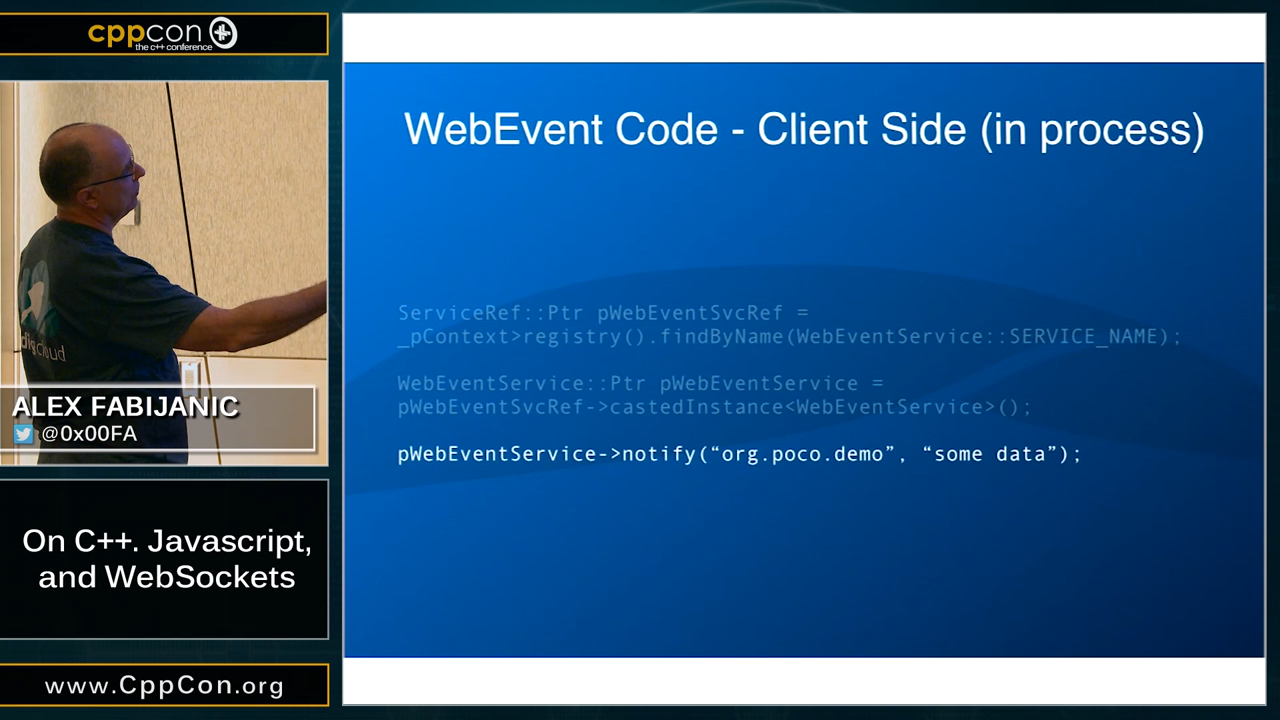 cppcon
the c++ conference
WebEvent Code - Client Side (in process)
ServiceRef::Ptr pWebEventSvcRef =
_pContext>registry().findByName(WebEventService::SERVICE_NAME);
WebEventService::Ptr pWebEventService =
pWebEventSvcRef->castedInstance<WebEventService>();
pWebEventService->notify(“org.poco.demo”, “some data”);
cloud
ALEX FABIJANIC
@0x00FA
On C++. Javascript,
and WebSockets
www.CppCon.org